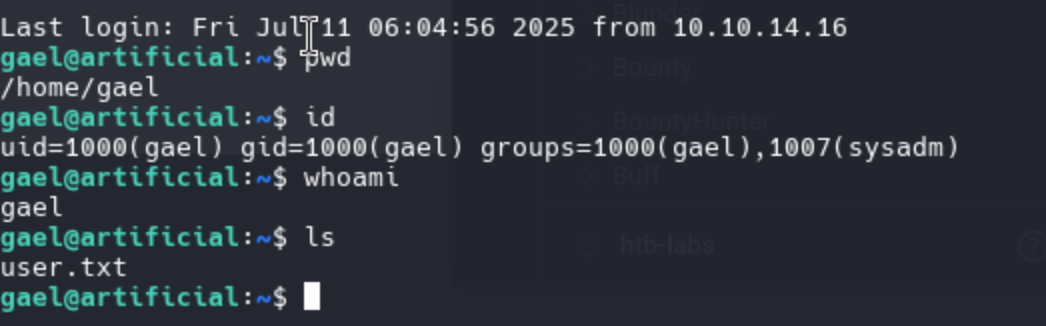 Last login: Fri Jul 11 06:04:56 2025 from 10.10.14.16
gael@artificial:~$ pwd
/home/gael
gael@artificial:~$ id
uid=1000(gael) gid=1000(gael) groups=1000(gael),1007(sysadm)
gael@artificial:~$ whoami
gael
gael@artificial:~$ ls
user.txt
gael@artificial:~$
Blunder
Bounty
BountyHunter
Buff
htb-labs